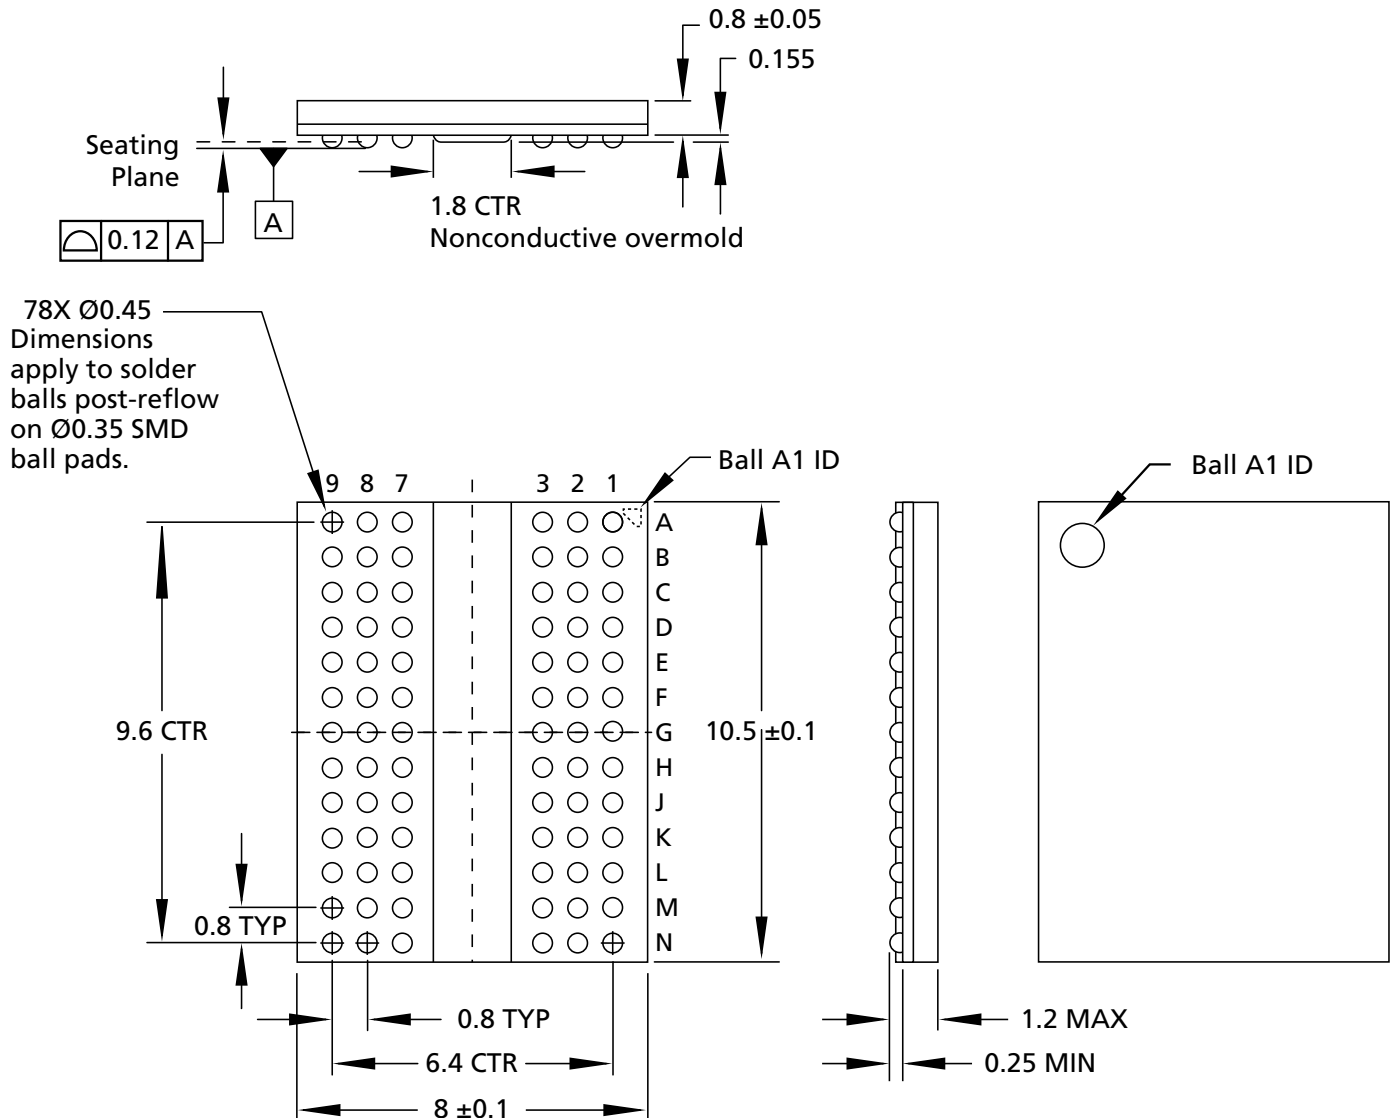 0.8 ±0.05
0.155
Seating
Plane
A
0.12 A
1.8 CTR
Nonconductive overmold
78X Ø0.45
Dimensions
apply to solder
balls post-reflow
on Ø0.35 SMD
ball pads.
Ball A1 ID
Ball A1 ID
9 8 7 3 2 1
A
B
C
D
E
F
G
H
J
K
L
M
N
9.6 CTR
10.5 ±0.1
0.8 TYP
0.8 TYP
1.2 MAX
6.4 CTR
0.25 MIN
8 ±0.1